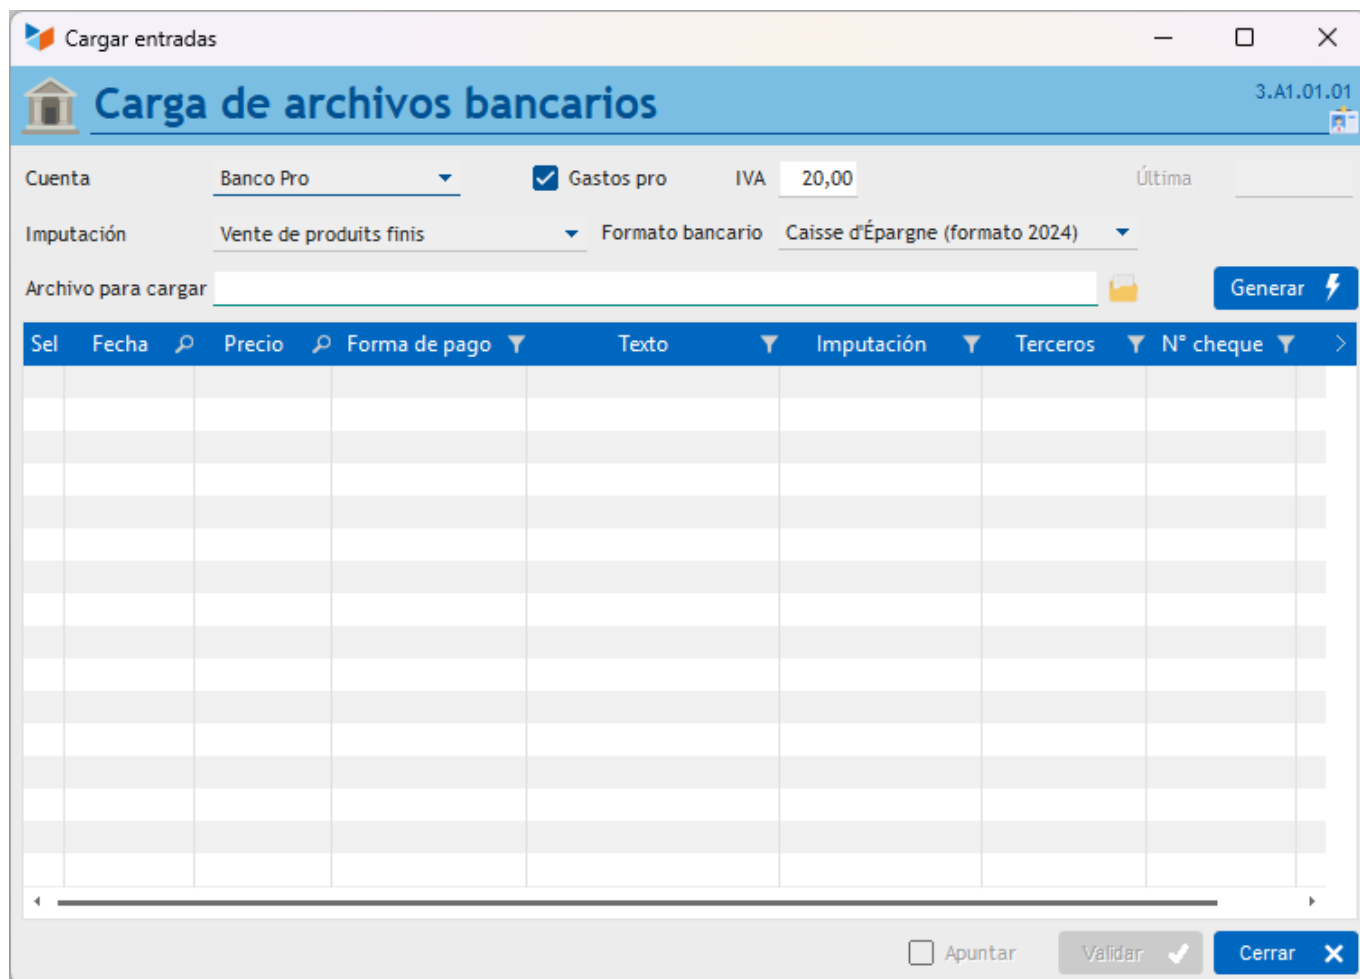 Cargar entradas
Carga de archivos bancarios
3.A1.01.01
Cuenta Banco Pro Gastos pro IVA 20,00 Última
Imputación Vente de produits finis Formato bancario Caisse d'Épargne (formato 2024)
Archivo para cargar Generar
Sel Fecha Precio Forma de pago Texto Imputación Terceros N° cheque
Apuntar Validar Cerrar